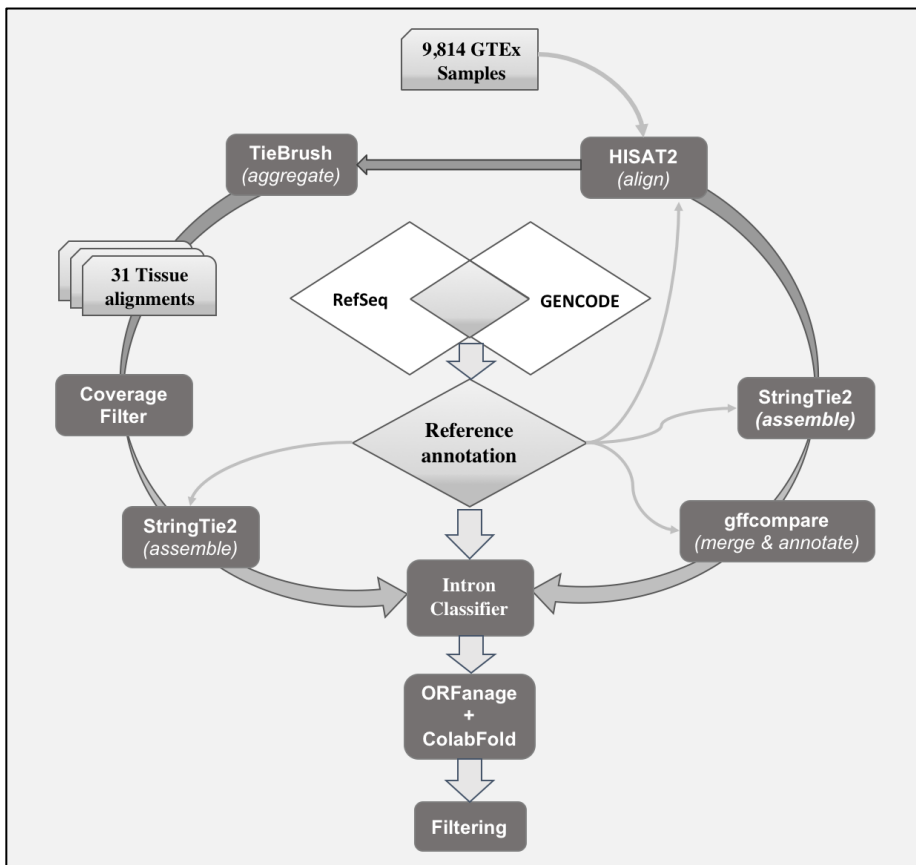 9,814 GTEx
Samples
TieBrush
(aggregate)
HISAT2
(align)
31 Tissue
alignments
RefSeq
GENCODE
Coverage
Filter
Reference
annotation
StringTie2
(assemble)
StringTie2
(assemble)
gffcompare
(merge & annotate)
Intron
Classifier
ORFanage
+
ColabFold
Filtering